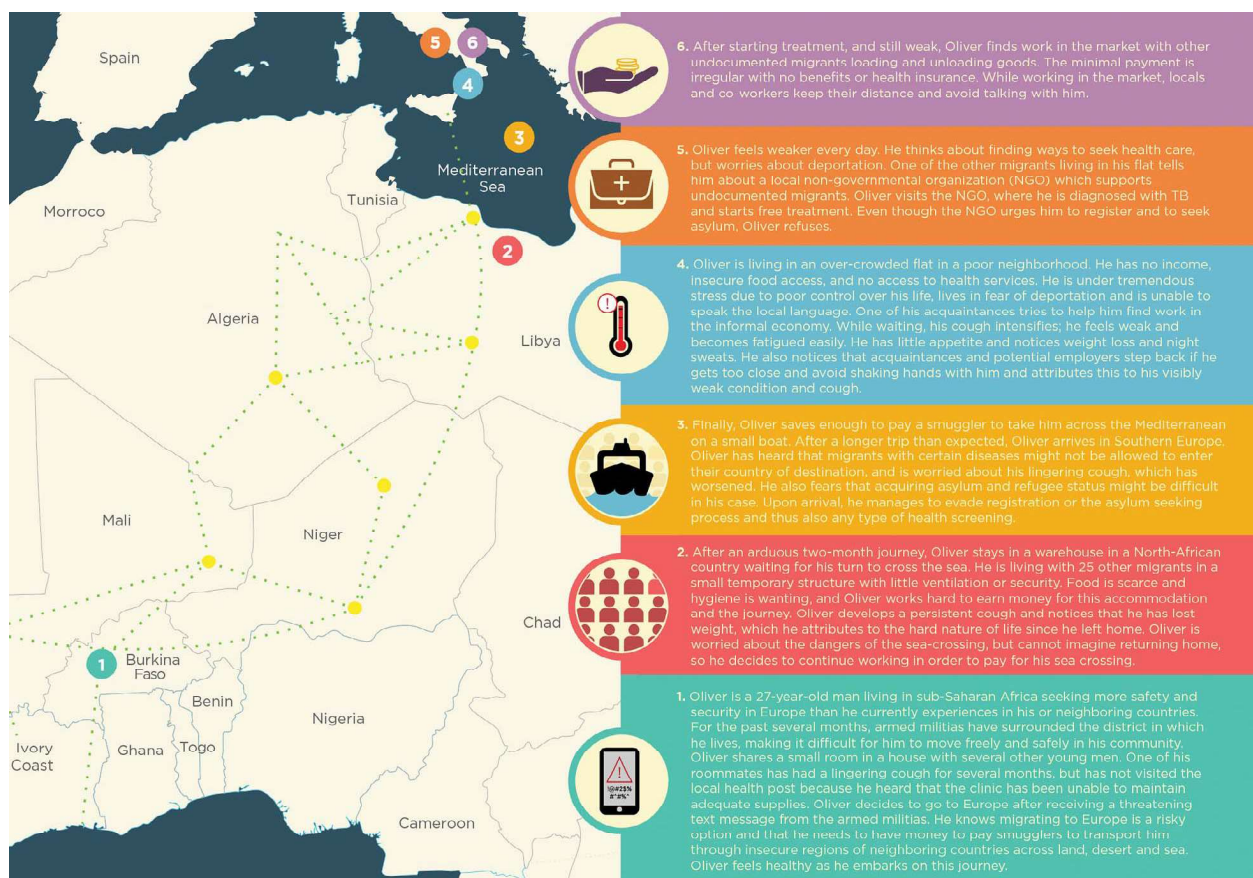 Spain
5
6
4
3
Mediterranean
Sea
Tunisia
Morroco
2
Algeria
Libya
Mali
Niger
Chad
1
Burkina
Faso
Benin
Nigeria
Ivory
Coast
Ghana
Togo
Cameroon
6. After starting treatment, and still weak, Oliver finds work in the market with other
undocumented migrants loading and unloading goods. The minimal payment is
irregular with no benefits or health insurance. While working in the market, locals
and co-workers keep their distance and avoid talking with him.
5. Oliver feels weaker every day. He thinks about finding ways to seek health care,
but worries about deportation. One of the other migrants living in his flat tells
him about a local non-governmental organization (NGO) which supports
undocumented migrants. Oliver visits the NGO, where he is diagnosed with TB
and starts free treatment. Even though the NGO urges him to register and to seek
asylum, Oliver refuses.
!
4. Oliver is living in an over-crowded flat in a poor neighborhood. He has no income,
insecure food access, and no access to health services. He is under tremendous
stress due to poor control over his life, lives in fear of deportation and is unable to
speak the local language. One of his acquaintances tries to help him find work in
the informal economy. While waiting, his cough intensifies; he feels weak and
becomes fatigued easily. He has little appetite and notices weight loss and night
sweats. He also notices that acquaintances and potential employers step back if he
gets too close and avoid shaking hands with him and attributes this to his visibly
weak condition and cough.
3. Finally, Oliver saves enough to pay a smuggler to take him across the Mediterranean
on a small boat. After a longer trip than expected, Oliver arrives in Southern Europe.
Oliver has heard that migrants with certain diseases might not be allowed to enter
their country of destination, and is worried about his lingering cough, which has
worsened. He also fears that acquiring asylum and refugee status might be difficult
in his case. Upon arrival, he manages to evade registration or the asylum seeking
process and thus also any type of health screening.
2. After an arduous two-month journey, Oliver stays in a warehouse in a North-African
country waiting for his turn to cross the sea. He is living with 25 other migrants in a
small temporary structure with little ventilation or security. Food is scarce and
hygiene is wanting, and Oliver works hard to earn money for this accommodation
and the journey. Oliver develops a persistent cough and notices that he has lost
weight, which he attributes to the hard nature of life since he left home. Oliver is
worried about the dangers of the sea-crossing, but cannot imagine returning home,
so he decides to continue working in order to pay for his sea crossing.
!
!@#2$%
#*#%*
1. Oliver is a 27-year-old man living in sub-Saharan Africa seeking more safety and
security in Europe than he currently experiences in his or neighboring countries.
For the past several months, armed militias have surrounded the district in which
he lives, making it difficult for him to move freely and safely in his community.
Oliver shares a small room in a house with several other young men. One of his
roommates has had a lingering cough for several months, but has not visited the
local health post because he heard that the clinic has been unable to maintain
adequate supplies. Oliver decides to go to Europe after receiving a threatening
text message from the armed militias. He knows migrating to Europe is a risky
option and that he needs to have money to pay smugglers to transport him
through insecure regions of neighboring countries across land, desert and sea.
Oliver feels healthy as he embarks on this journey.